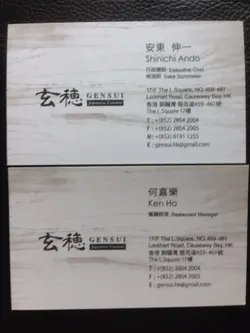 安東 伸一
Shinichi Ando
行政總廚 Executive Chef
唎酒師 Sake Sommelier
玄穂 GENSUI
Japanese Cuisine
17/F The L.Square, NO.459-461
Lockhart Road, Causeway Bay, HK
香港 銅鑼灣 駱克道459-461號
The L.Square 17樓
T : +(852) 2804 2004
F : +(852) 2804 2005
M : +(852) 6191 1255
E : gensui.hk@gmail.com
何嘉樂
Ken Ho
餐廳經理 Restaurant Manager
玄穂 GENSUI
Japanese Cuisine
17/F The L.Square, NO.459-461
Lockhart Road, Causeway Bay, HK
香港 銅鑼灣 駱克道459-461號
The L.Square 17樓
T : +(852) 2804 2004
F : +(852) 2804 2005
E : gensui.hk@gmail.com